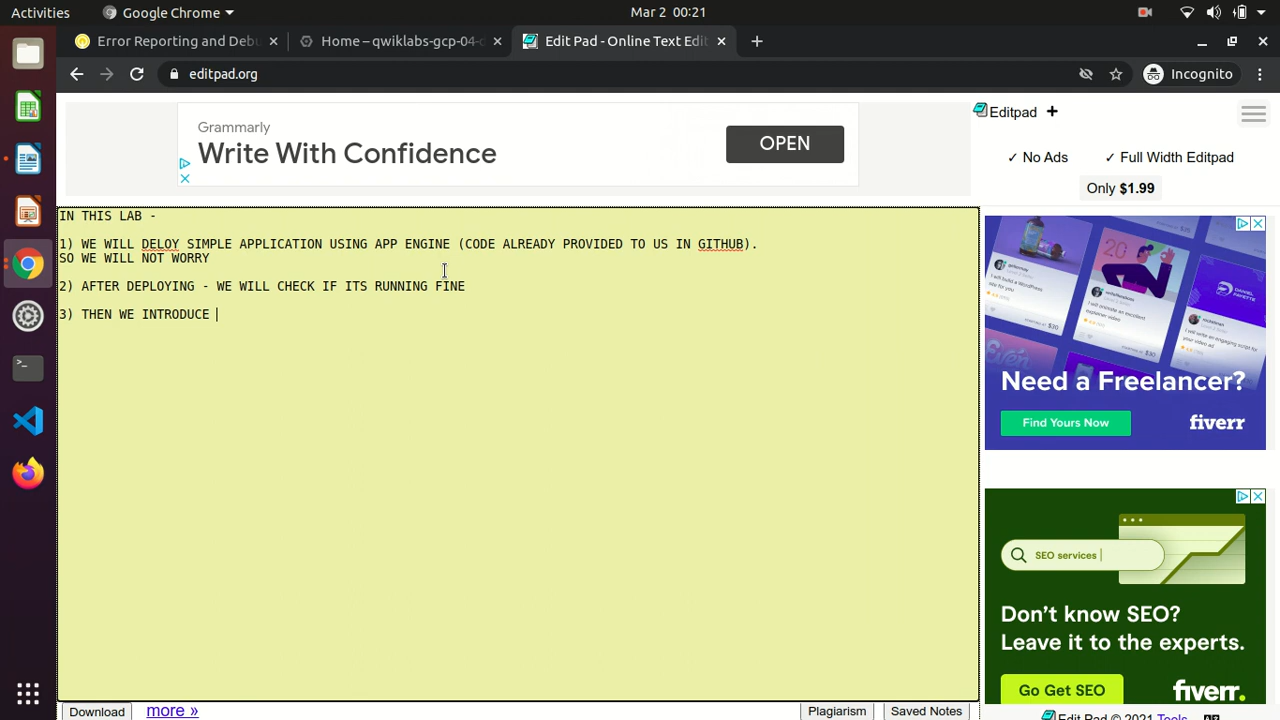 Activities
Google Chrome
Mar 2 00:21
Error Reporting and Debu
Home – qwiklabs-gcp-04-d
Edit Pad - Online Text Edit
editpad.org
Incognito
Grammarly
Write With Confidence
OPEN
Editpad +
✓ No Ads ✓ Full Width Editpad
Only $1.99
IN THIS LAB -
1) WE WILL DELOY SIMPLE APPLICATION USING APP ENGINE (CODE ALREADY PROVIDED TO US IN GITHUB).
SO WE WILL NOT WORRY
2) AFTER DEPLOYING - WE WILL CHECK IF ITS RUNNING FINE
3) THEN WE INTRODUCE
Need a Freelancer?
Find Yours Now
fiverr
SEO services
Don't know SEO?
Leave it to the experts.
Go Get SEO
fiverr.
Download
more »
Plagiarism
Saved Notes
Edit Pad © 2021 Tools